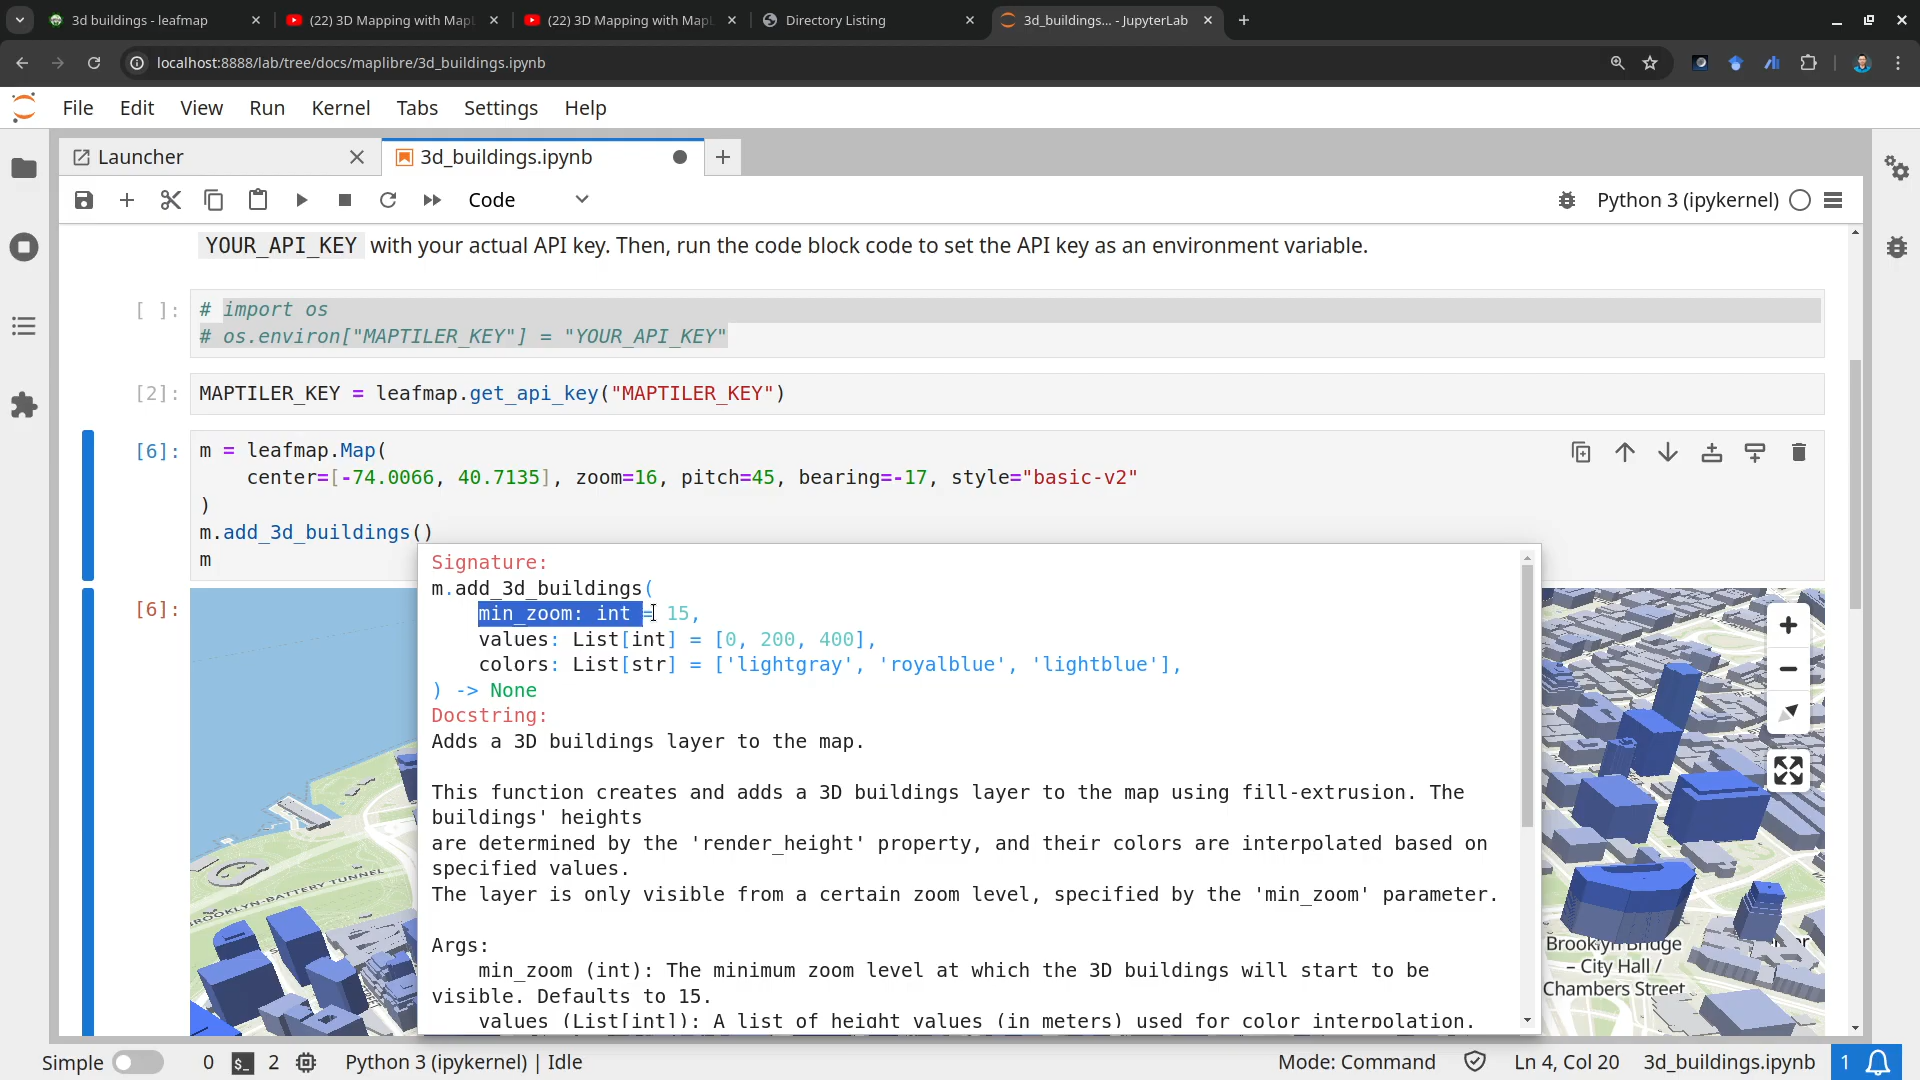 3d buildings - leafmap
(22) 3D Mapping with Mapl
(22) 3D Mapping with Mapl
Directory Listing
3d_buildings... - JupyterLab
localhost:8888/lab/tree/docs/maplibre/3d_buildings.ipynb
File Edit View Run Kernel Tabs Settings Help
Launcher
3d_buildings.ipynb
Code
Python 3 (ipykernel)
YOUR_API_KEY with your actual API key. Then, run the code block code to set the API key as an environment variable.
[ ]: # import os
# os.environ["MAPTILER_KEY"] = "YOUR_API_KEY"
[2]: MAPTILER_KEY = leafmap.get_api_key("MAPTILER_KEY")
[6]: m = leafmap.Map(
center=[-74.0066, 40.7135], zoom=16, pitch=45, bearing=-17, style="basic-v2"
)
m.add_3d_buildings()
m
[6]:
Signature:
m.add_3d_buildings(
min_zoom: int = 15,
values: List[int] = [0, 200, 400],
colors: List[str] = ['lightgray', 'royalblue', 'lightblue'],
) -> None
Docstring:
Adds a 3D buildings layer to the map.
This function creates and adds a 3D buildings layer to the map using fill-extrusion. The
buildings' heights
are determined by the 'render_height' property, and their colors are interpolated based on
specified values.
The layer is only visible from a certain zoom level, specified by the 'min_zoom' parameter.
Args:
min_zoom (int): The minimum zoom level at which the 3D buildings will start to be
visible. Defaults to 15.
values (List[int]): A list of height values (in meters) used for color interpolation.
BROOKLYN-BATTERY TUNNEL
Brooklyn Bridge
– City Hall /
Chambers Street
Simple 0 2 Python 3 (ipykernel) | Idle
Mode: Command Ln 4, Col 20 3d_buildings.ipynb 1